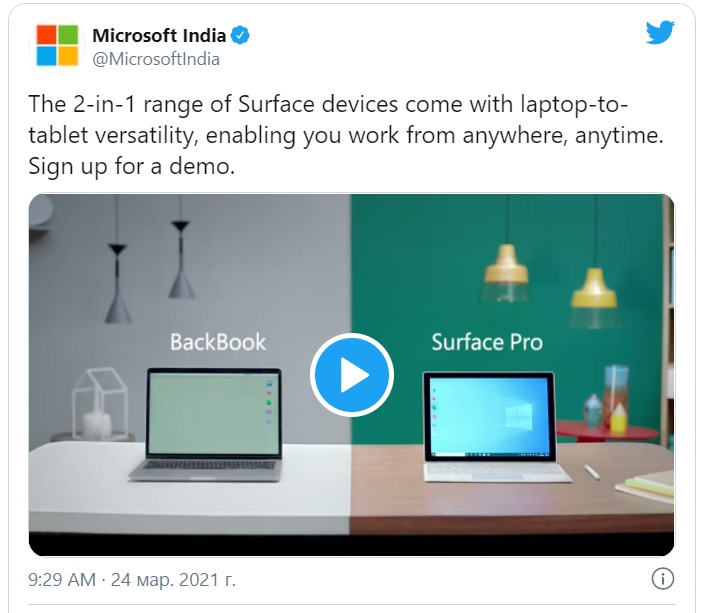 Microsoft India
@MicrosoftIndia
The 2-in-1 range of Surface devices come with laptop-to-
tablet versatility, enabling you work from anywhere, anytime.
Sign up for a demo.
BackBook
Surface Pro
9:29 AM · 24 мар. 2021 г.